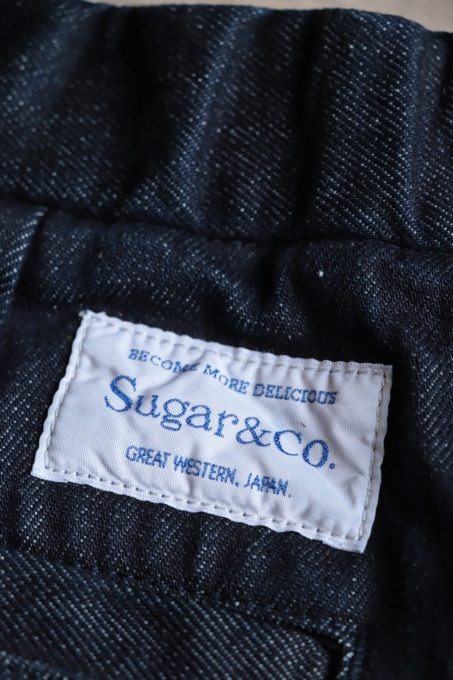 BECOME MORE DELICIOUS
Sugar&Co.
GREAT WESTERN, JAPAN.